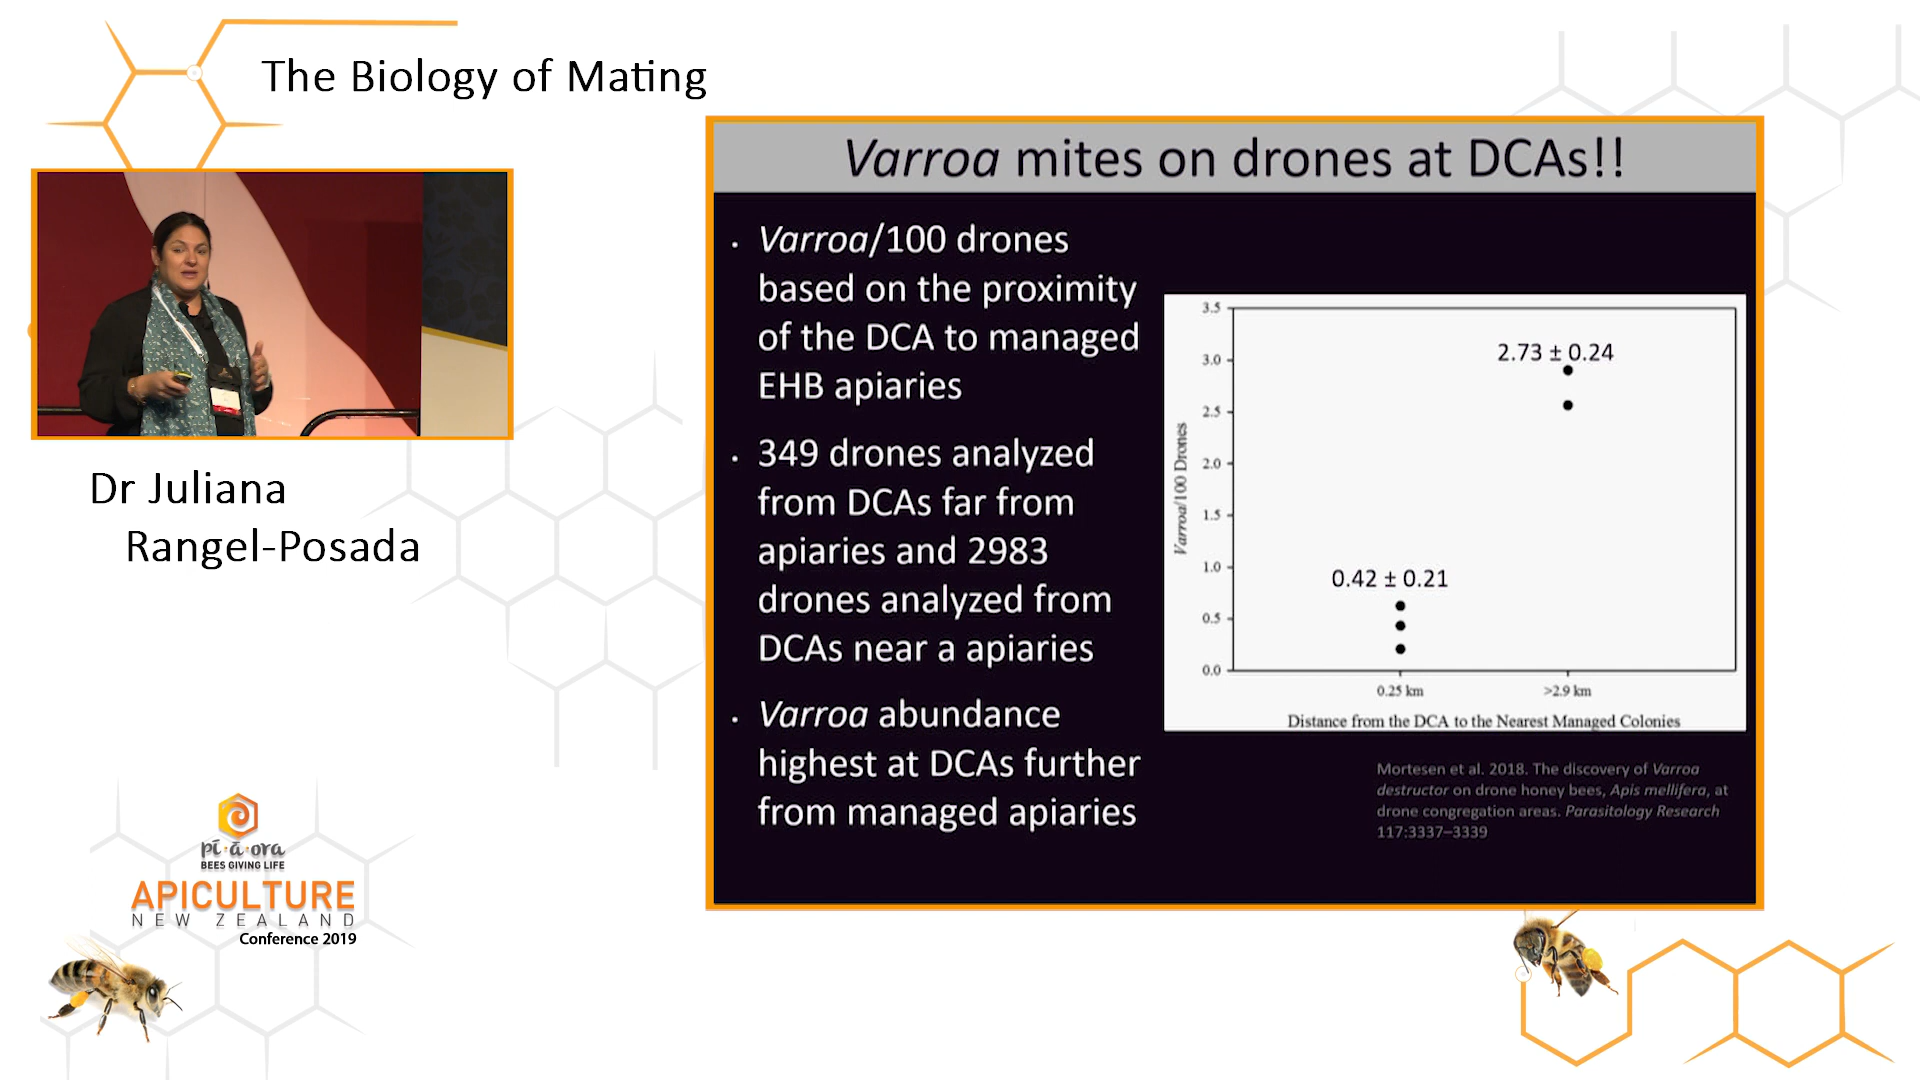 The Biology of Mating
Dr Juliana
Rangel-Posada
pī·ā·ora
BEES GIVING LIFE
APICULTURE
NEW ZEALAND
Conference 2019
Varroa mites on drones at DCAs!!
• Varroa/100 drones
based on the proximity
of the DCA to managed
EHB apiaries
• 349 drones analyzed
from DCAs far from
apiaries and 2983
drones analyzed from
DCAs near a apiaries
• Varroa abundance
highest at DCAs further
from managed apiaries
Varroa/100 Drones
3.5
3.0
2.5
2.0
1.5
1.0
0.5
0.0
2.73 ± 0.24
0.42 ± 0.21
0.25 km
>2.9 km
Distance from the DCA to the Nearest Managed Colonies
Mortesen et al. 2018. The discovery of Varroa
destructor on drone honey bees, Apis mellifera, at
drone congregation areas. Parasitology Research
117:3337–3339